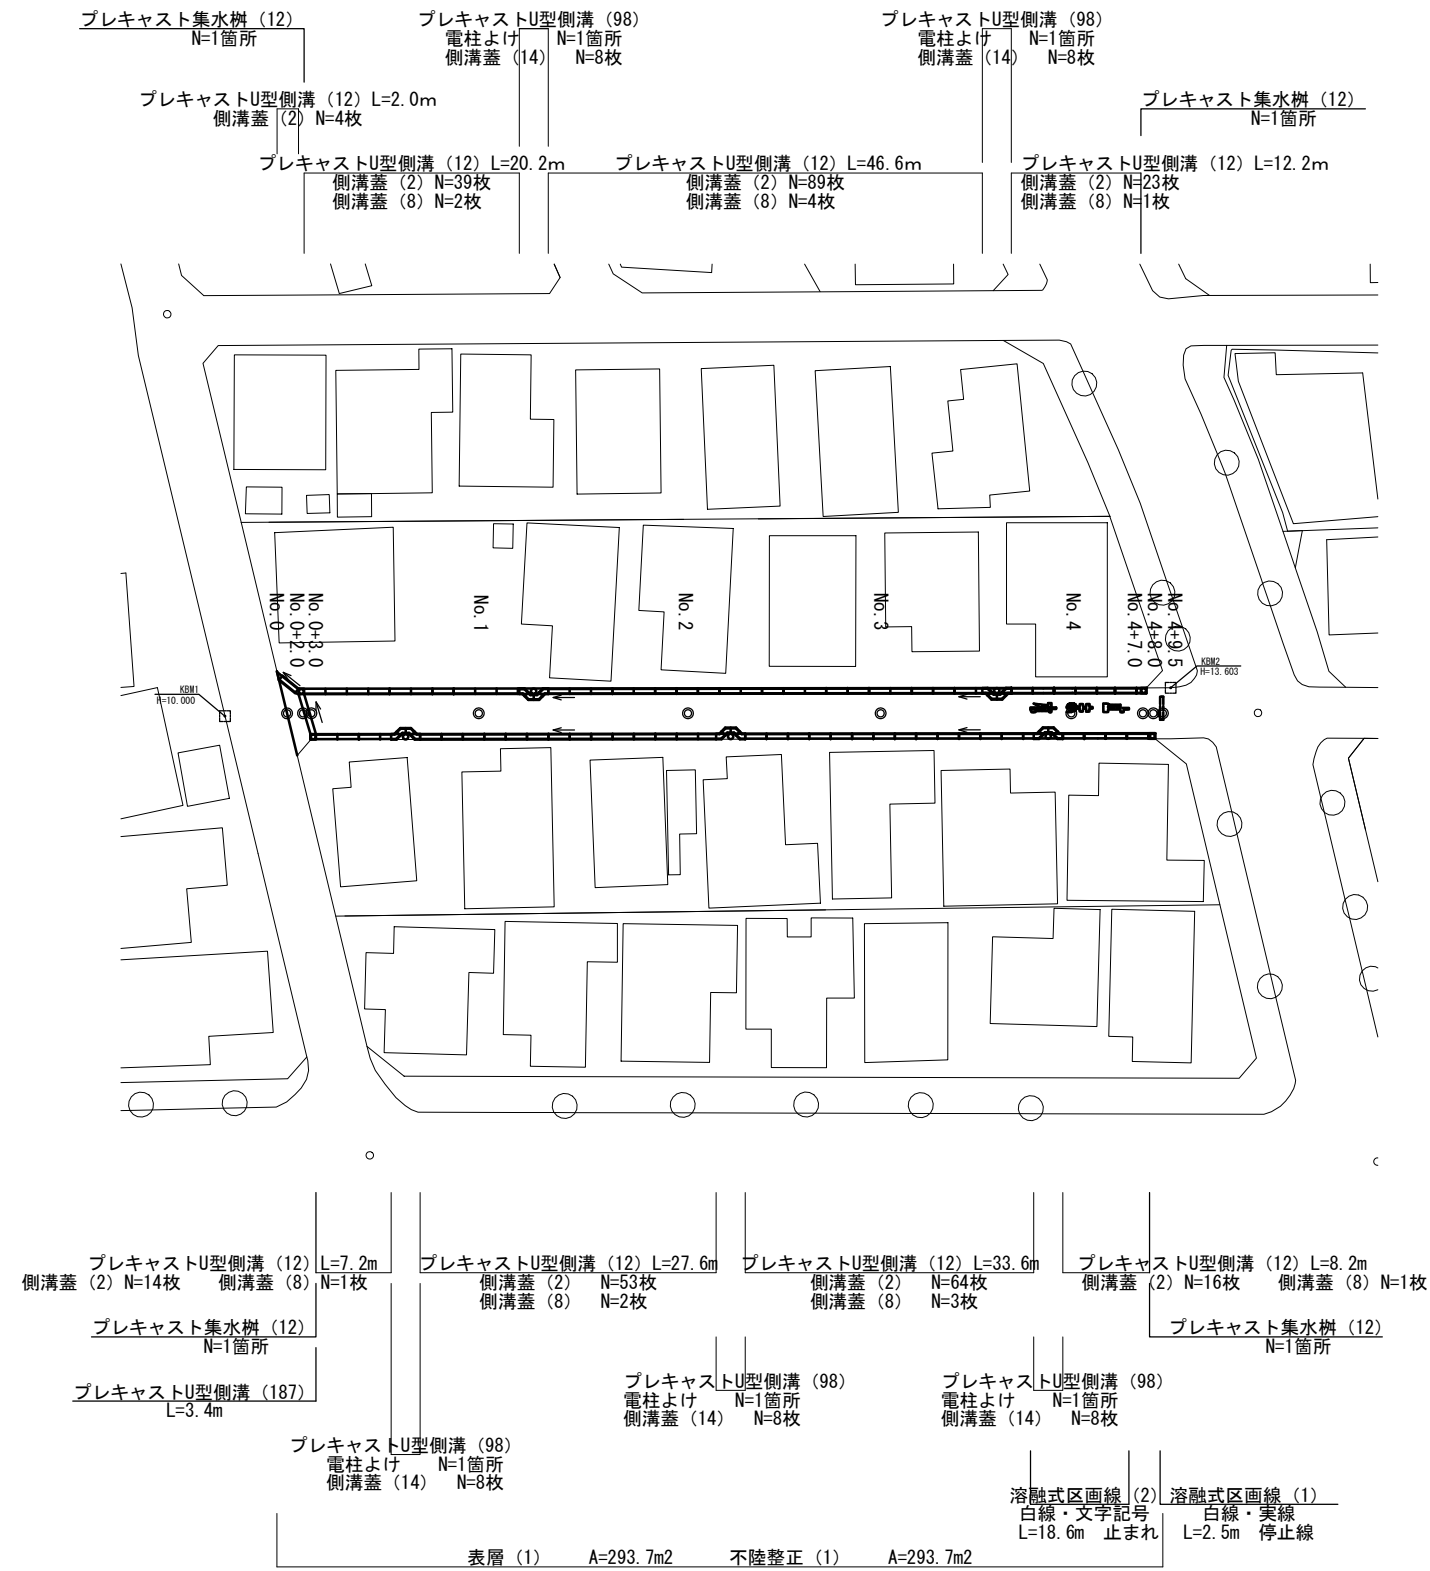 プレキャスト集水桝（12）
N=1箇所
プレキャストU型側溝（98）
電柱よけ　N=1箇所
側溝蓋（14）　N=8枚
プレキャストU型側溝（98）
電柱よけ　N=1箇所
側溝蓋（14）　N=8枚
プレキャストU型側溝（12）L=2.0m
側溝蓋（2）N=4枚
プレキャスト集水桝（12）
N=1箇所
プレキャストU型側溝（12）L=20.2m
側溝蓋（2）N=39枚
側溝蓋（8）N=2枚
プレキャストU型側溝（12）L=46.6m
側溝蓋（2）N=89枚
側溝蓋（8）N=4枚
プレキャストU型側溝（12）L=12.2m
側溝蓋（2）N=23枚
側溝蓋（8）N=1枚
No.0
No.0+2.0
No.0+3.0
No.1
No.2
No.3
No.4
No.4+7.0
No.4+8.0
No.4+9.5
KBM1
H=10.000
KBM2
H=13.603
止まれ
プレキャストU型側溝（12）L=7.2m
側溝蓋（2）N=14枚　側溝蓋（8）N=1枚
プレキャストU型側溝（12）L=27.6m
側溝蓋（2）　N=53枚
側溝蓋（8）　N=2枚
プレキャストU型側溝（12）L=33.6m
側溝蓋（2）　N=64枚
側溝蓋（8）　N=3枚
プレキャストU型側溝（12）L=8.2m
側溝蓋（2）N=16枚　側溝蓋（8）N=1枚
プレキャスト集水桝（12）
N=1箇所
プレキャスト集水桝（12）
N=1箇所
プレキャストU型側溝（187）
L=3.4m
プレキャストU型側溝（98）
電柱よけ　N=1箇所
側溝蓋（14）　N=8枚
プレキャストU型側溝（98）
電柱よけ　N=1箇所
側溝蓋（14）　N=8枚
プレキャストU型側溝（98）
電柱よけ　N=1箇所
側溝蓋（14）　N=8枚
溶融式区画線（2）
白線・文字記号
L=18.6m　止まれ
溶融式区画線（1）
白線・実線
L=2.5m　停止線
表層（1）　A=293.7m2　不陸整正（1）　A=293.7m2